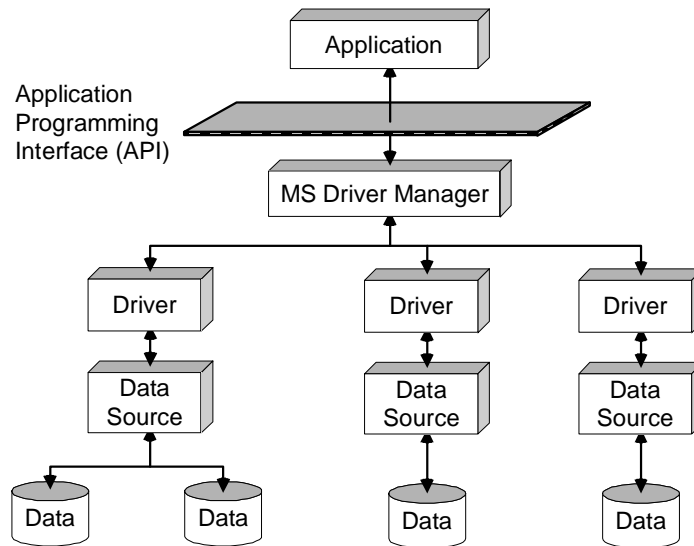 Application
Application
Programming
Interface (API)
MS Driver Manager
Driver
Driver
Driver
Data
Source
Data
Source
Data
Source
Data
Data
Data
Data